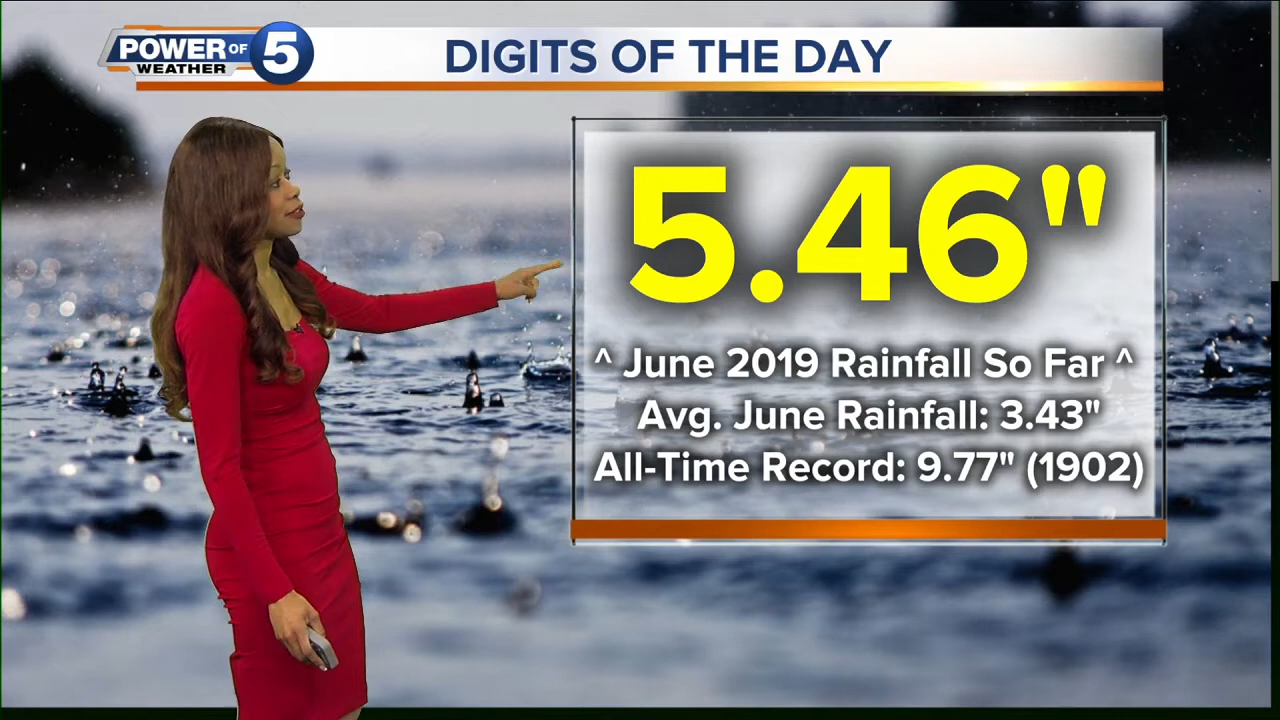 POWER OF 5
WEATHER
DIGITS OF THE DAY
5.46"
^ June 2019 Rainfall So Far ^
Avg. June Rainfall: 3.43"
All-Time Record: 9.77" (1902)